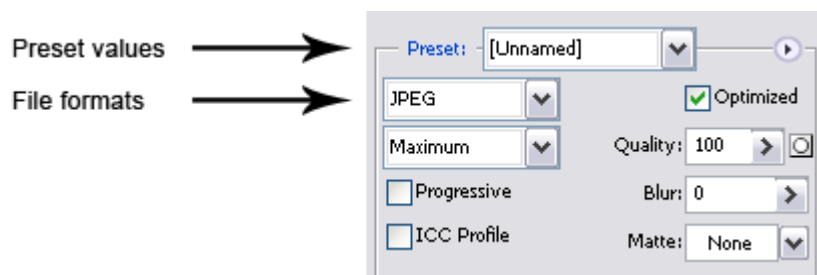 Preset values
Preset: [Unnamed]
File formats
JPEG
Optimized
Maximum
Quality: 100
Progressive
Blur: 0
ICC Profile
Matte: None